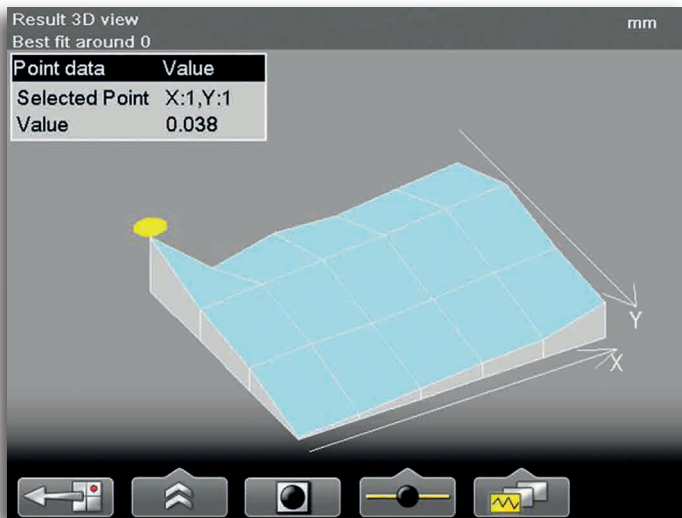 Result 3D view
mm
Best fit around 0
Point data Value
Selected Point X:1,Y:1
Value 0.038
Y
X